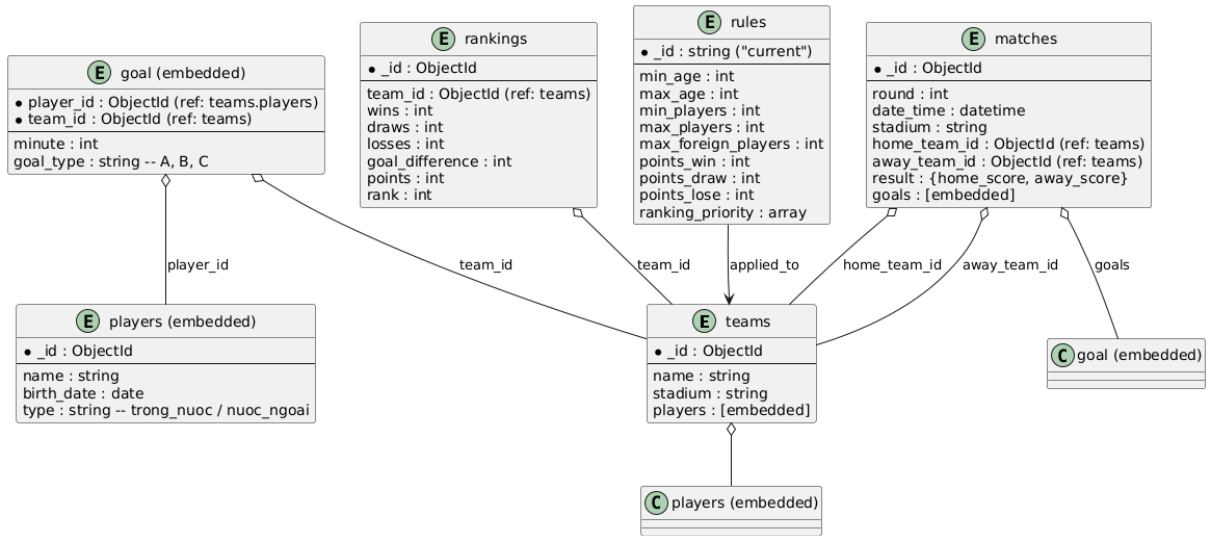 E goal (embedded)
• player_id : ObjectId (ref: teams.players)
• team_id : ObjectId (ref: teams)
minute : int
goal_type : string -- A, B, C
E rankings
• _id : ObjectId
team_id : ObjectId (ref: teams)
wins : int
draws : int
losses : int
goal_difference : int
points : int
rank : int
E rules
• _id : string ("current")
min_age : int
max_age : int
min_players : int
max_players : int
max_foreign_players : int
points_win : int
points_draw : int
points_lose : int
ranking_priority : array
E matches
• _id : ObjectId
round : int
date_time : datetime
stadium : string
home_team_id : ObjectId (ref: teams)
away_team_id : ObjectId (ref: teams)
result : {home_score, away_score}
goals : [embedded]
player_id
team_id
team_id
applied_to
home_team_id
away_team_id
goals
E players (embedded)
• _id : ObjectId
name : string
birth_date : date
type : string -- trong_nuoc / nuoc_ngoai
E teams
• _id : ObjectId
name : string
stadium : string
players : [embedded]
C goal (embedded)
C players (embedded)